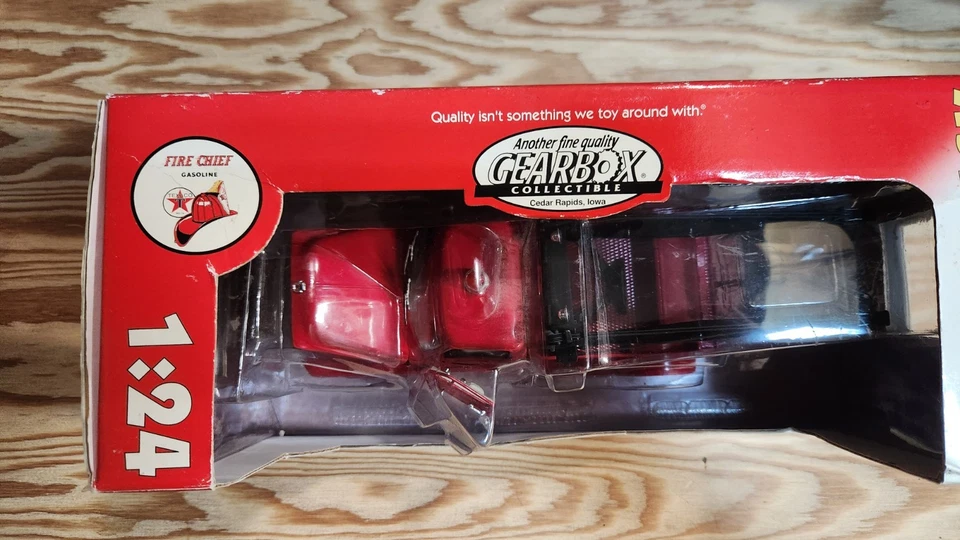 Quality isn't something we toy around with.®
FIRE CHIEF
GASOLINE
Another fine quality
GEARBOX®
COLLECTIBLE
Cedar Rapids, Iowa
1:24